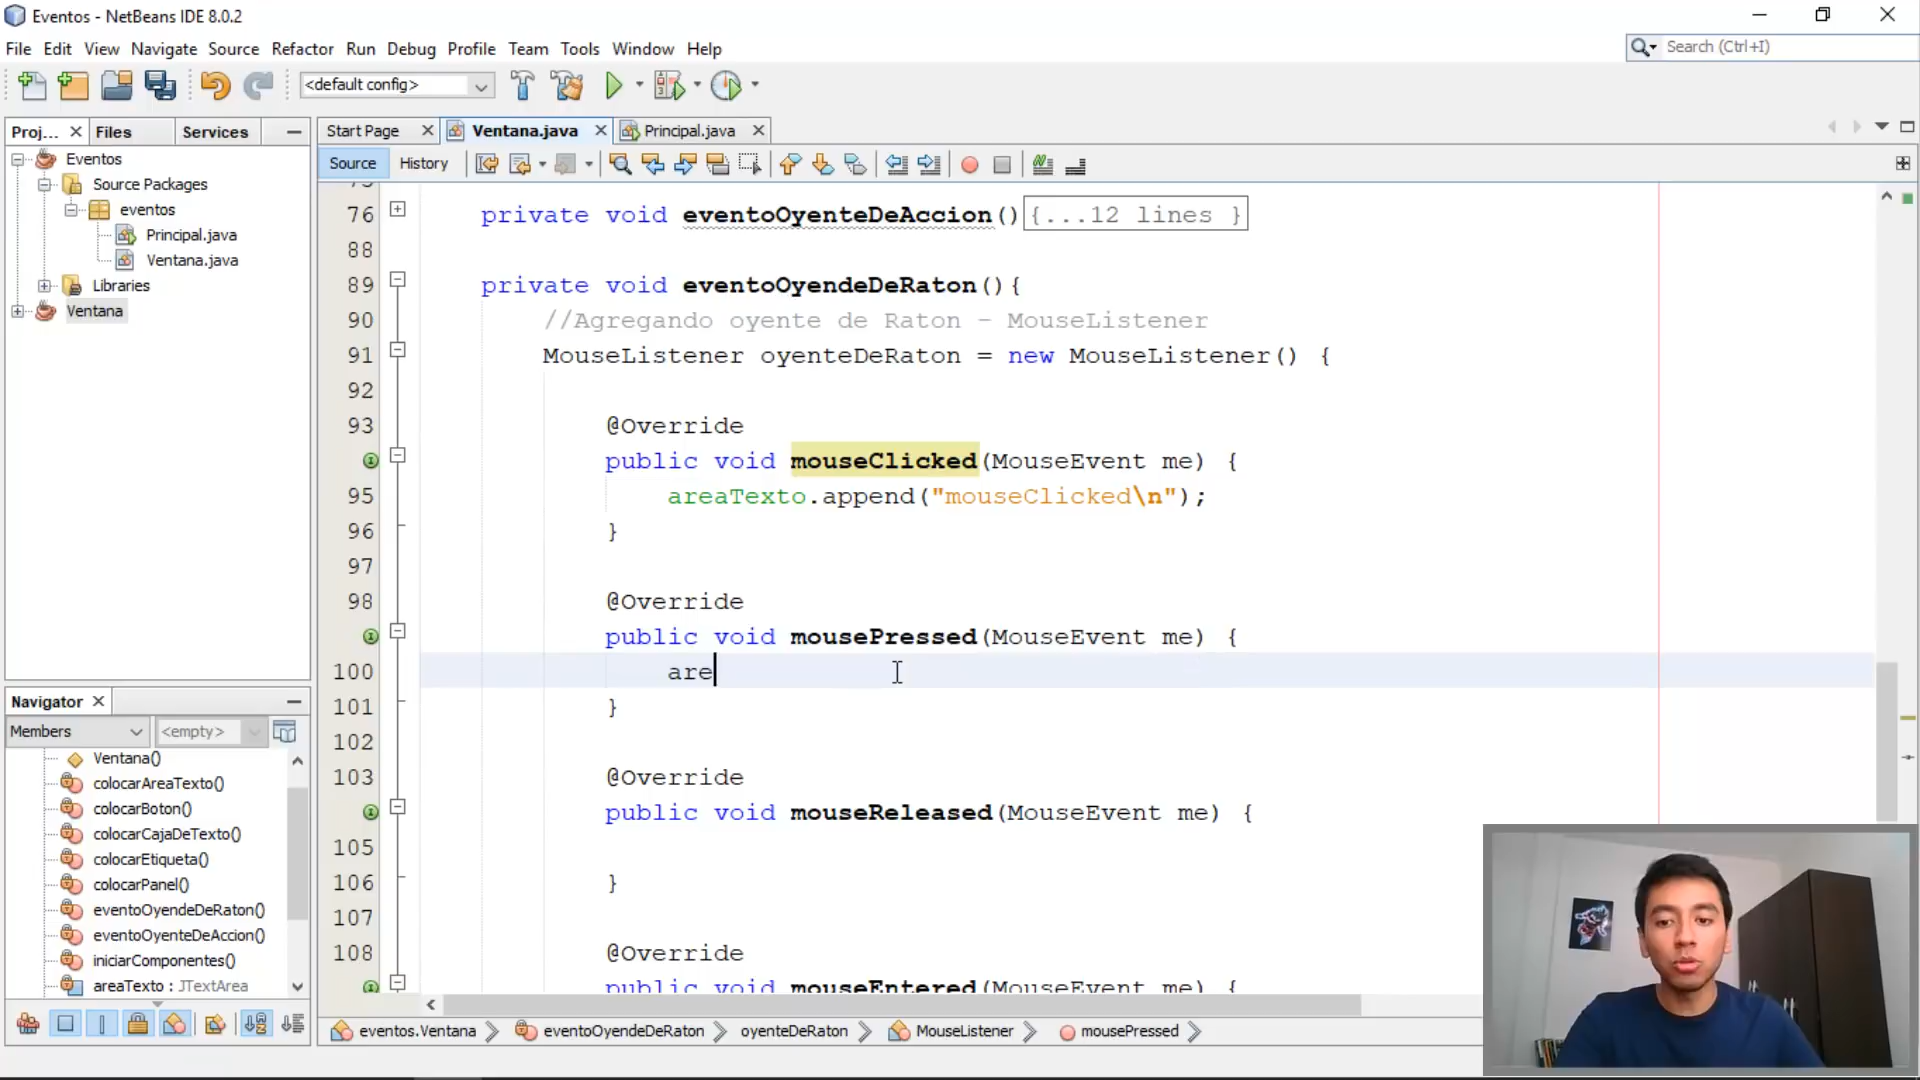 Eventos - NetBeans IDE 8.0.2
File Edit View Navigate Source Refactor Run Debug Profile Team Tools Window Help
Search (Ctrl+I)
<default config>
Proj... Files Services
Eventos
Source Packages
eventos
Principal.java
Ventana.java
Libraries
Ventana
Start Page Ventana.java Principal.java
Source History
76 private void eventoOyenteDeAccion(){...12 lines }
88
89 private void eventoOyendeDeRaton(){
90 //Agregando oyente de Raton - MouseListener
91 MouseListener oyenteDeRaton = new MouseListener() {
92
93 @Override
public void mouseClicked(MouseEvent me) {
95 areaTexto.append("mouseClicked\n");
96 }
97
98 @Override
public void mousePressed(MouseEvent me) {
100 are
101 }
102
103 @Override
public void mouseReleased(MouseEvent me) {
105
106 }
107
108 @Override
public void mouseEntered(MouseEvent me) {
Navigator
Members <empty>
Ventana()
colocarAreaTexto()
colocarBoton()
colocarCajaDeTexto()
colocarEtiqueta()
colocarPanel()
eventoOyendeDeRaton()
eventoOyenteDeAccion()
iniciarComponentes()
areaTexto : JTextArea
eventos.Ventana eventoOyendeDeRaton oyenteDeRaton MouseListener mousePressed